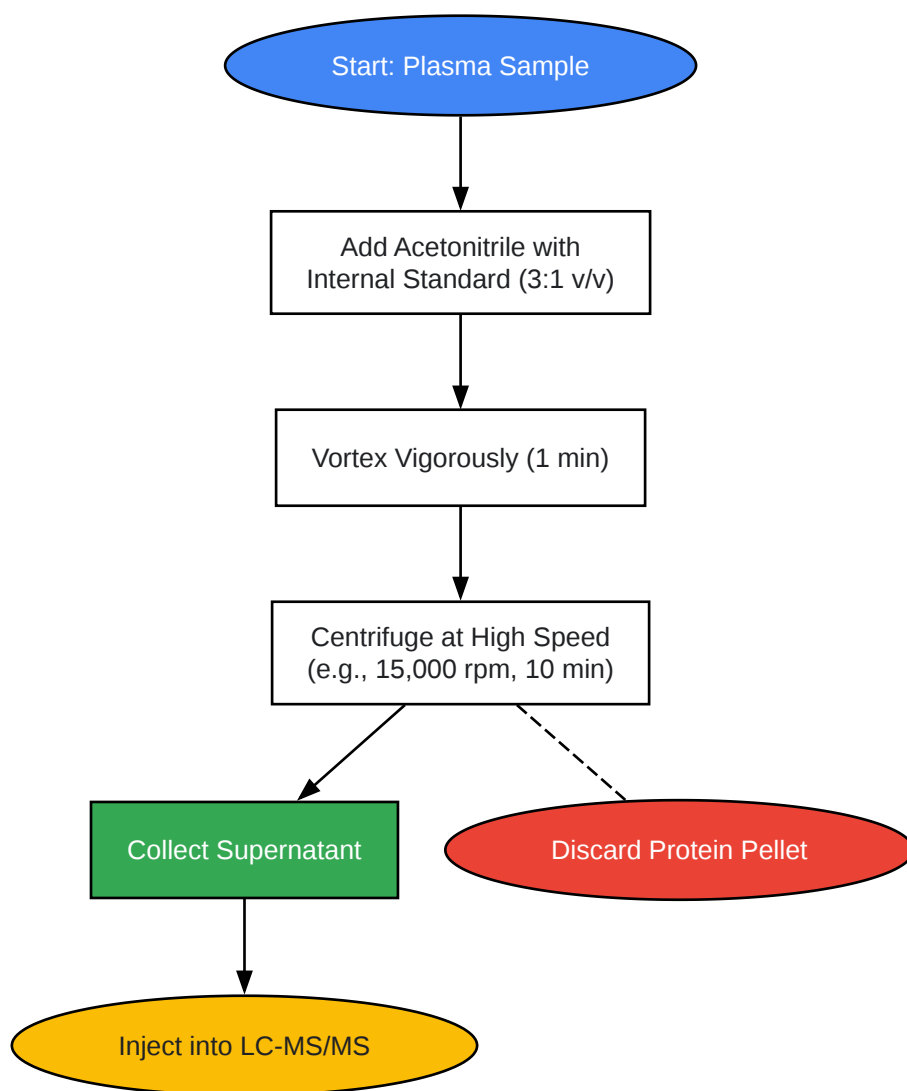 Start: Plasma Sample
Add Acetonitrile with
Internal Standard (3:1 v/v)
Vortex Vigorously (1 min)
Centrifuge at High Speed
(e.g., 15,000 rpm, 10 min)
Collect Supernatant
Discard Protein Pellet
Inject into LC-MS/MS